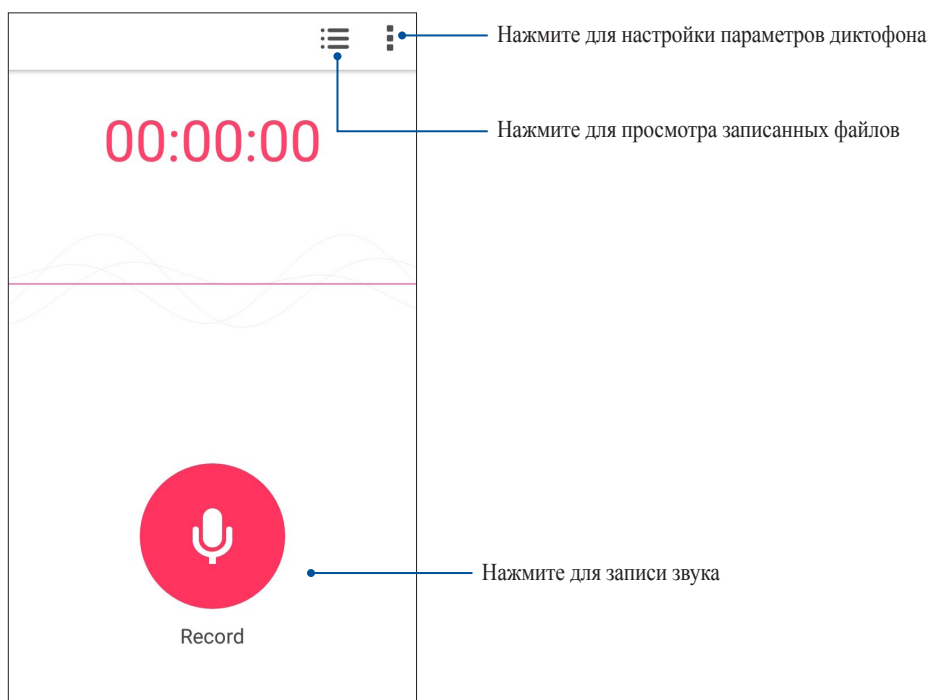 Нажмите для настройки параметров диктофона
Нажмите для просмотра записанных файлов
00:00:00
Нажмите для записи звука
Record